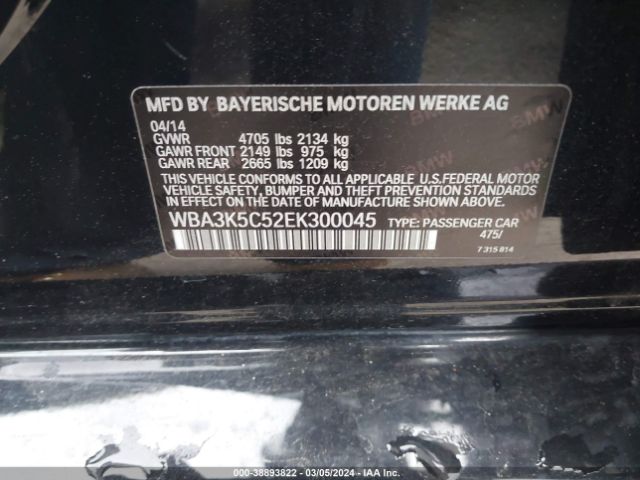 MFD BY BAYERISCHE MOTOREN WERKE AG
04/14
GVWR 4705 lbs 2134 kg
GAWR FRONT 2149 lbs 975 kg
GAWR REAR 2665 lbs 1209 kg
THIS VEHICLE CONFORMS TO ALL APPLICABLE U.S.FEDERAL MOTOR
VEHICLE SAFETY, BUMPER AND THEFT PREVENTION STANDARDS
IN EFFECT ON THE DATE OF MANUFACTURE SHOWN ABOVE.
WBA3K5C52EK300045 TYPE: PASSENGER CAR
475/
7 315 814
000-38893822 / 03/05/2024 - IAA Inc.